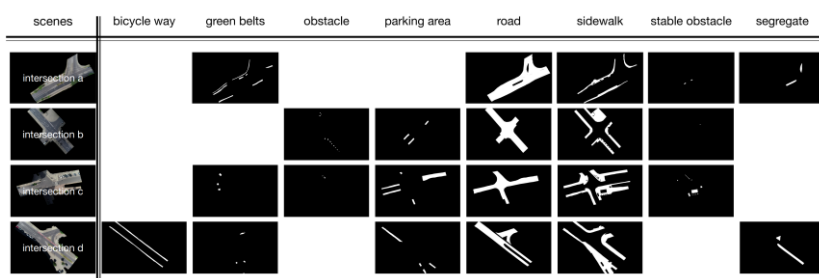 scenes bicycle way green belts obstacle parking area road sidewalk stable obstacle segregate
intersection a
intersection b
intersection c
intersection d